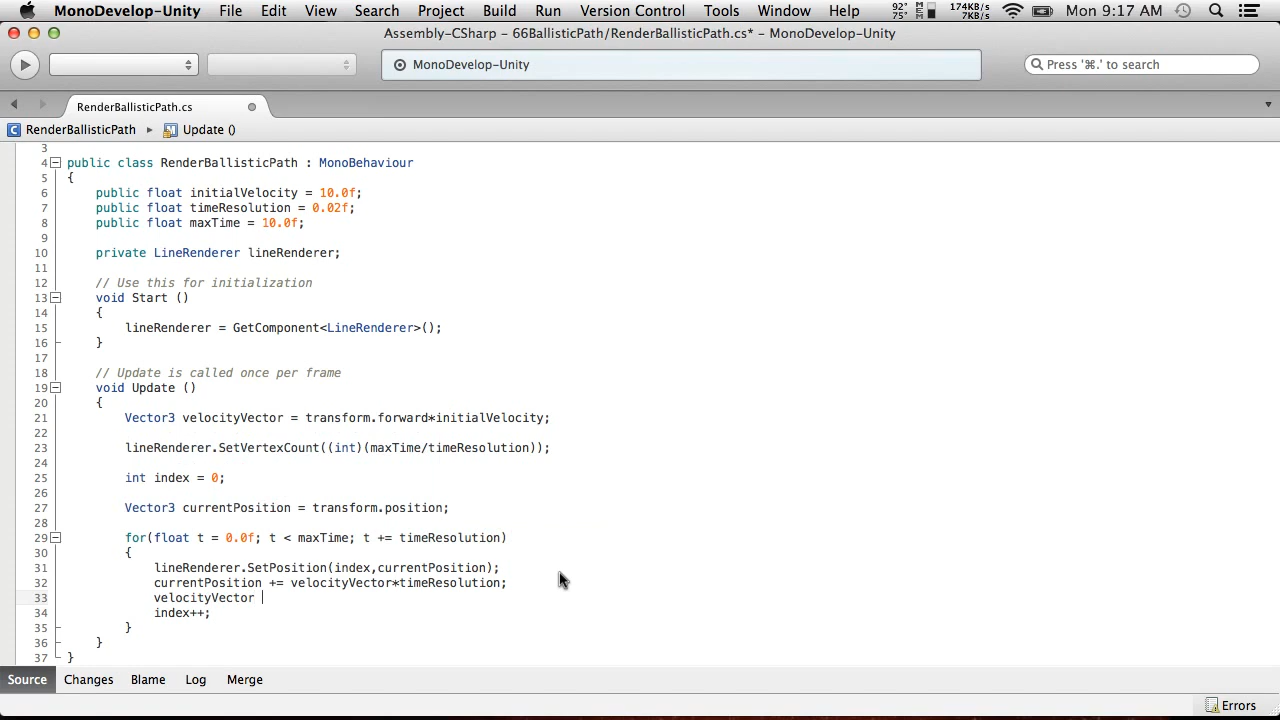 MonoDevelop-Unity File Edit View Search Project Build Run Version Control Tools Window Help 92° 75° MEM 174KB/s 7KB/s Mon 9:17 AM
Assembly-CSharp – 66BallisticPath/RenderBallisticPath.cs* – MonoDevelop-Unity
MonoDevelop-Unity
Press '⌘.' to search
RenderBallisticPath.cs
RenderBallisticPath Update ()
3
4 public class RenderBallisticPath : MonoBehaviour
5 {
6 public float initialVelocity = 10.0f;
7 public float timeResolution = 0.02f;
8 public float maxTime = 10.0f;
9
10 private LineRenderer lineRenderer;
11
12 // Use this for initialization
13 void Start ()
14 {
15 lineRenderer = GetComponent<LineRenderer>();
16 }
17
18 // Update is called once per frame
19 void Update ()
20 {
21 Vector3 velocityVector = transform.forward*initialVelocity;
22
23 lineRenderer.SetVertexCount((int)(maxTime/timeResolution));
24
25 int index = 0;
26
27 Vector3 currentPosition = transform.position;
28
29 for(float t = 0.0f; t < maxTime; t += timeResolution)
30 {
31 lineRenderer.SetPosition(index,currentPosition);
32 currentPosition += velocityVector*timeResolution;
33 velocityVector
34 index++;
35 }
36 }
37 }
Source Changes Blame Log Merge
Errors